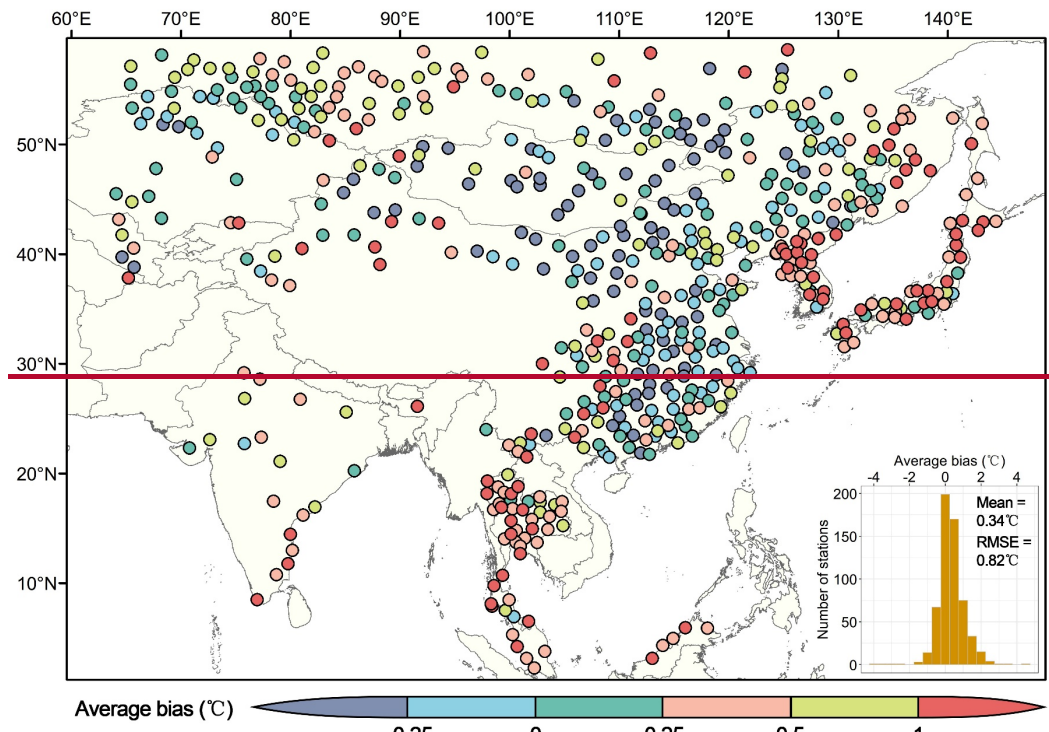 60°E 70°E 80°E 90°E 100°E 110°E 120°E 130°E 140°E
50°N
40°N
30°N
20°N
10°N
Average bias (℃)
-4 -2 0 2 4
200
150
100
50
0
Number of stations
Mean =
0.34℃
RMSE =
0.82℃
Average bias (℃)